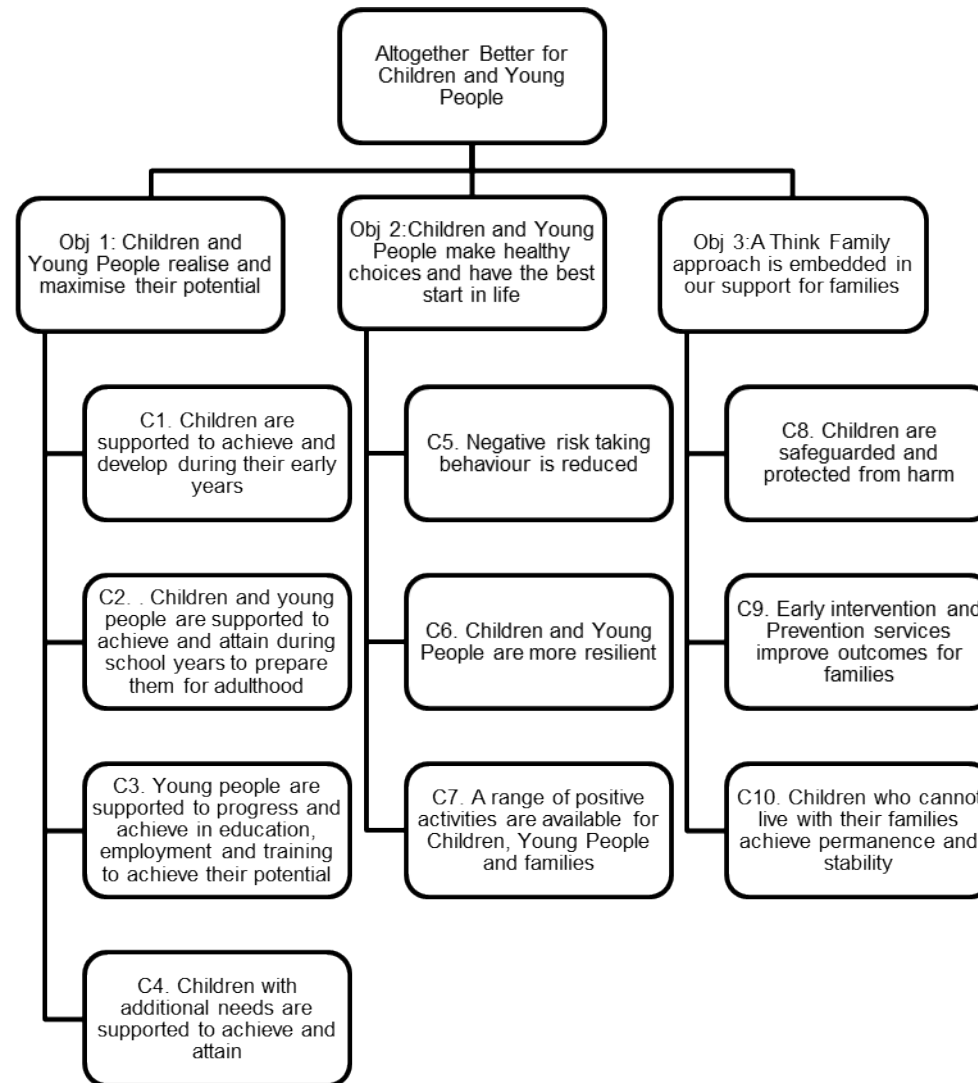 Altogether Better for
Children and Young
People
Obj 1: Children and
Young People realise and
maximise their potential
C1. Children are
supported to achieve and
develop during their early
years
C2. . Children and young
people are supported to
achieve and attain during
school years to prepare
them for adulthood
C3. Young people are
supported to progress and
achieve in education,
employment and training
to achieve their potential
C4. Children with
additional needs are
supported to achieve and
attain
Obj 2:Children and Young
People make healthy
choices and have the best
start in life
C5. Negative risk taking
behaviour is reduced
C6. Children and Young
People are more resilient
C7. A range of positive
activities are available for
Children, Young People
and families
Obj 3:A Think Family
approach is embedded in
our support for families
C8. Children are
safeguarded and
protected from harm
C9. Early intervention and
Prevention services
improve outcomes for
families
C10. Children who cannot
live with their families
achieve permanence and
stability